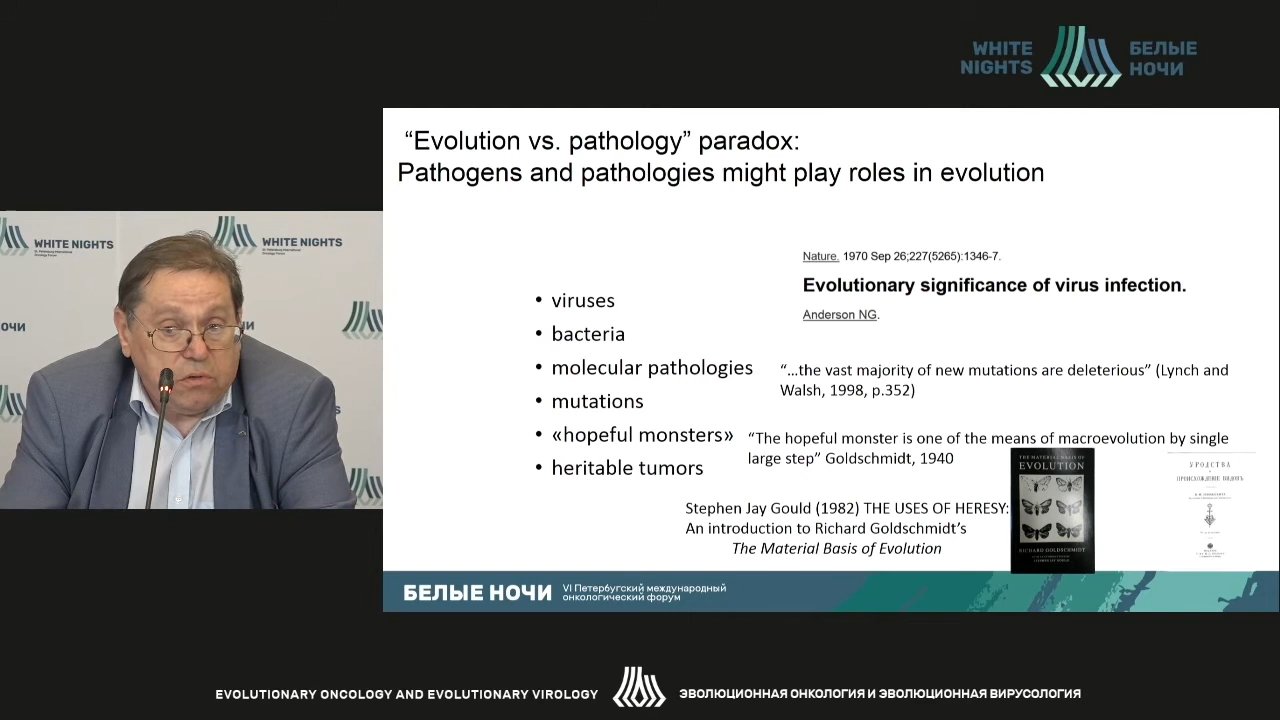 WHITE
NIGHTS
БЕЛЫЕ
НОЧИ
“Evolution vs. pathology” paradox:
Pathogens and pathologies might play roles in evolution
Nature. 1970 Sep 26;227(5265):1346-7.
Evolutionary significance of virus infection.
Anderson NG.
• viruses
• bacteria
• molecular pathologies
• mutations
• «hopeful monsters»
• heritable tumors
“…the vast majority of new mutations are deleterious” (Lynch and
Walsh, 1998, p.352)
“The hopeful monster is one of the means of macroevolution by single
large step” Goldschmidt, 1940
Stephen Jay Gould (1982) THE USES OF HERESY:
An introduction to Richard Goldschmidt’s
The Material Basis of Evolution
THE MATERIAL BASIS OF
EVOLUTION
RICHARD GOLDSCHMIDT
УРОДСТВА
ПРОИСХОЖДЕНIЕ ВИДОВЪ
WHITE NIGHTS
WHITE NIGHTS
НОЧИ
БЕЛЫЕ НОЧИ
VI Петербугский международный
онкологический форум
EVOLUTIONARY ONCOLOGY AND EVOLUTIONARY VIROLOGY
ЭВОЛЮЦИОННАЯ ОНКОЛОГИЯ И ЭВОЛЮЦИОННАЯ ВИРУСОЛОГИЯ